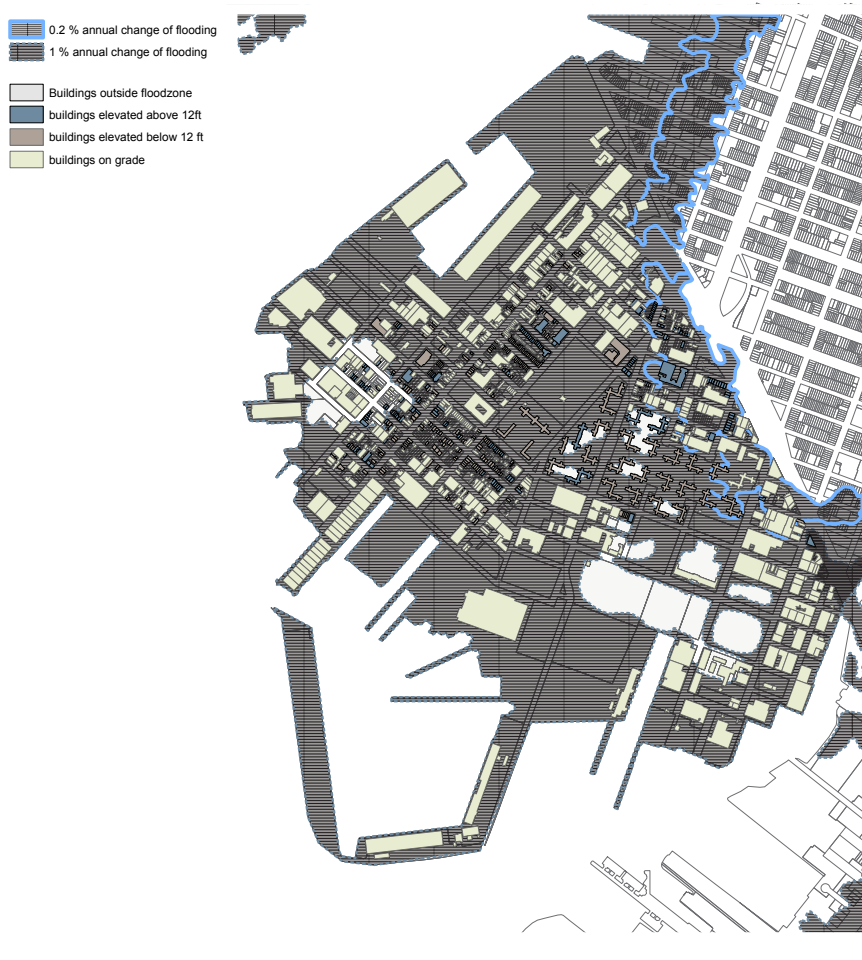 0.2 % annual change of flooding
1 % annual change of flooding
Buildings outside floodzone
buildings elevated above 12ft
buildings elevated below 12 ft
buildings on grade